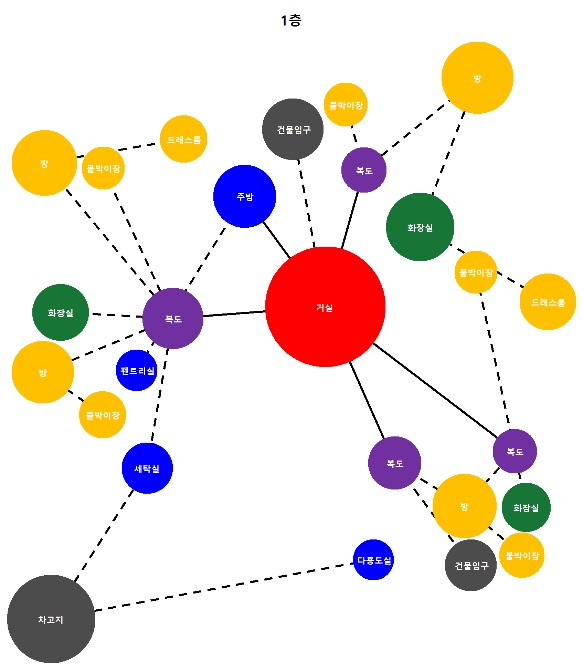 1층
방
붙박이장
건물입구
드레스룸
방
붙박이장
복도
주방
화장실
붙박이장
드레스룸
거실
화장실
복도
방
팬트리실
붙박이장
복도
복도
세탁실
방
화장실
다용도실
건물입구
붙박이장
차고지